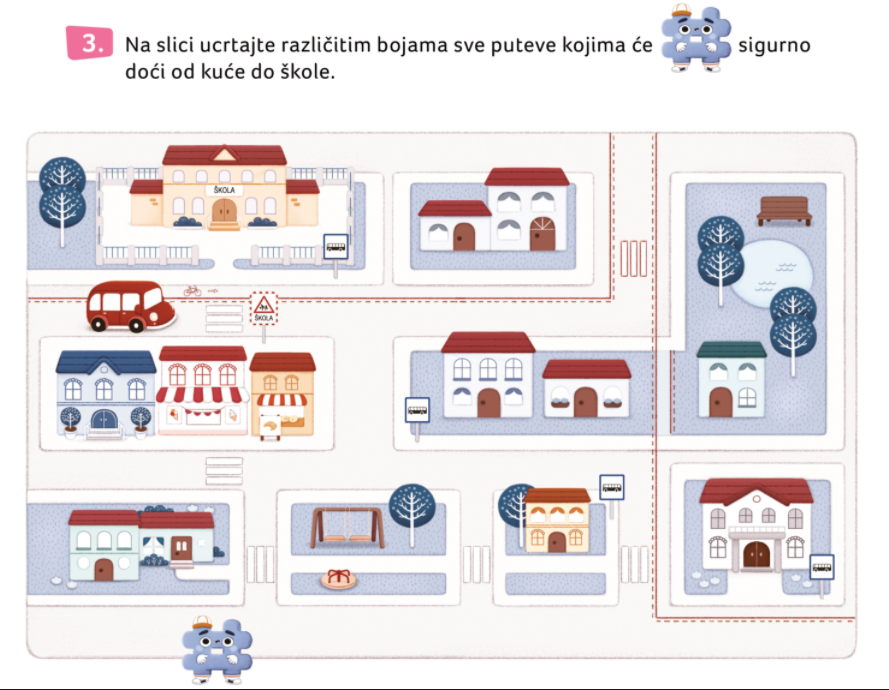 3. Na slici ucrtajte različitim bojama sve puteve kojima će sigurno
doći od kuće do škole.
ŠKOLA
ŠKOLA